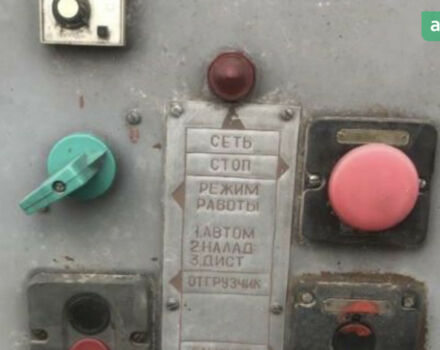 СЕТЬ
СТОП
РЕЖИМ
РАБОТЫ
1.АВТОМ
2.НАЛАД.
3.ДИСТ
ОТГРУЗЧИК